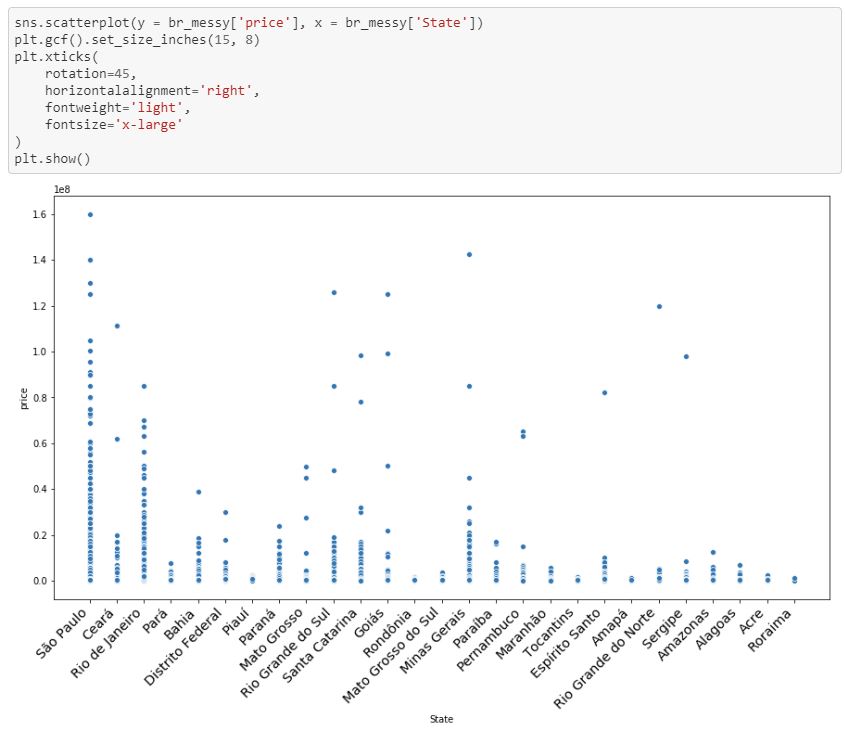 sns.scatterplot(y = br_messy['price'], x = br_messy['State'])
plt.gcf().set_size_inches(15, 8)
plt.xticks(
    rotation=45,
    horizontalalignment='right',
    fontweight='light',
    fontsize='x-large'
)
plt.show()
1e8
1.6
1.4
1.2
1.0
0.8
0.6
0.4
0.2
0.0
price
São Paulo
Ceará
Rio de Janeiro
Pará
Bahia
Distrito Federal
Piauí
Paraná
Mato Grosso
Rio Grande do Sul
Santa Catarina
Goiás
Rondônia
Mato Grosso do Sul
Minas Gerais
Paraíba
Pernambuco
Maranhão
Tocantins
Espírito Santo
Amapá
Rio Grande do Norte
Sergipe
Amazonas
Alagoas
Acre
Roraima
State